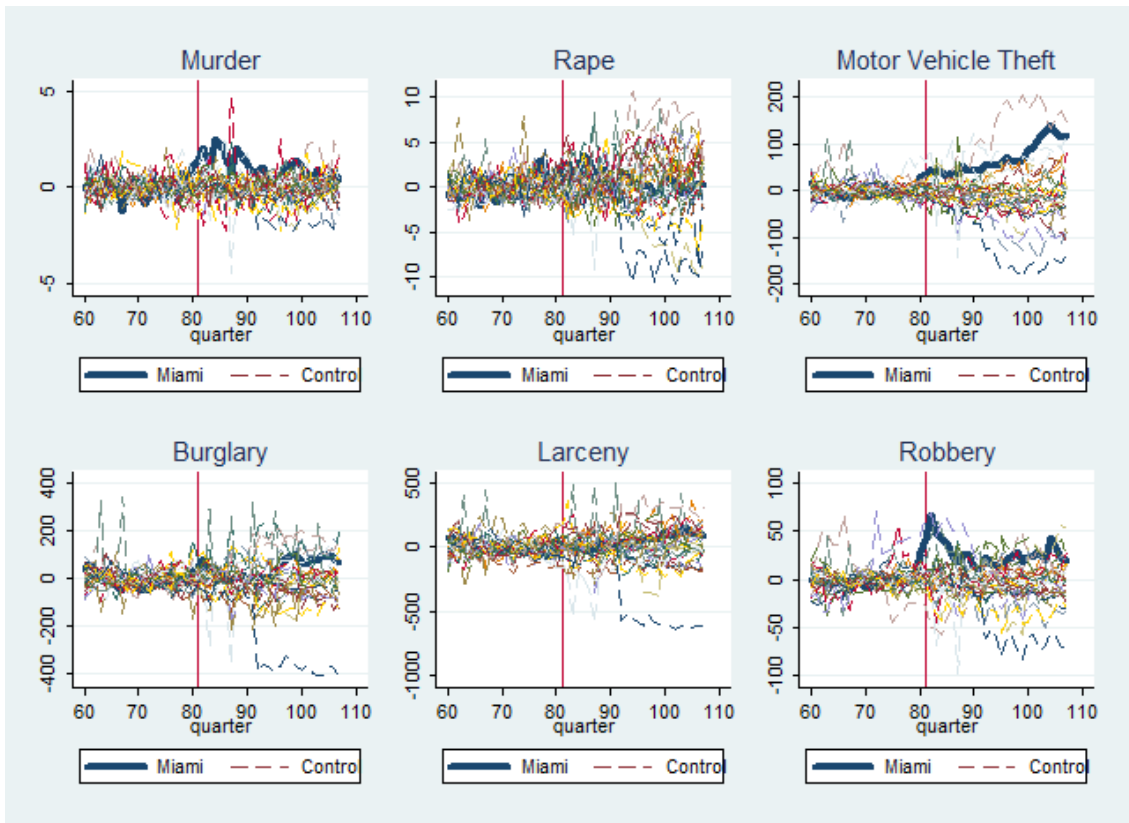 Murder
5
0
-5
60 70 80 90 100 110
quarter
Miami Control
Rape
10
5
0
-5
-10
60 70 80 90 100 110
quarter
Miami Control
Motor Vehicle Theft
200
100
0
-100
-200
60 70 80 90 100 110
quarter
Miami Control
Burglary
400
200
0
-200
-400
60 70 80 90 100 110
quarter
Miami Control
Larceny
500
0
-500
-1000
60 70 80 90 100 110
quarter
Miami Control
Robbery
100
50
0
-50
-100
60 70 80 90 100 110
quarter
Miami Control